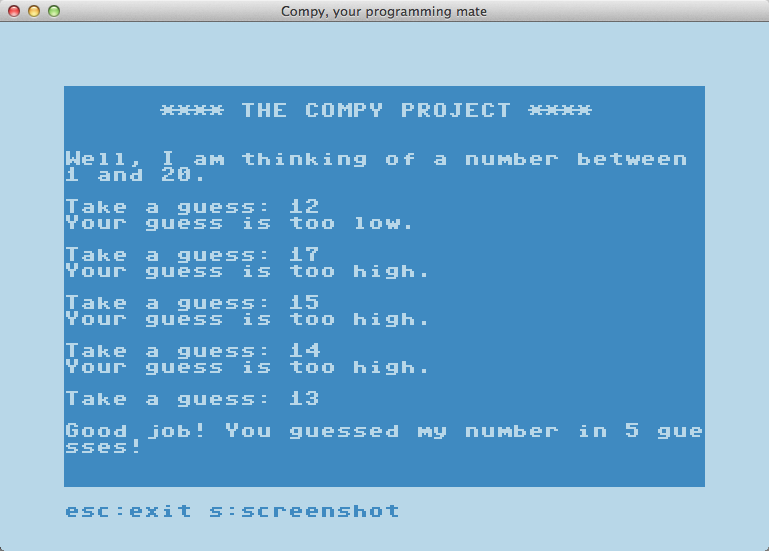 Compy, your programming mate
**** THE COMPY PROJECT ****
Well, I am thinking of a number between
1 and 20.
Take a guess: 12
Your guess is too low.
Take a guess: 17
Your guess is too high.
Take a guess: 15
Your guess is too high.
Take a guess: 14
Your guess is too high.
Take a guess: 13
Good job! You guessed my number in 5 gue
sses!
esc:exit s:screenshot